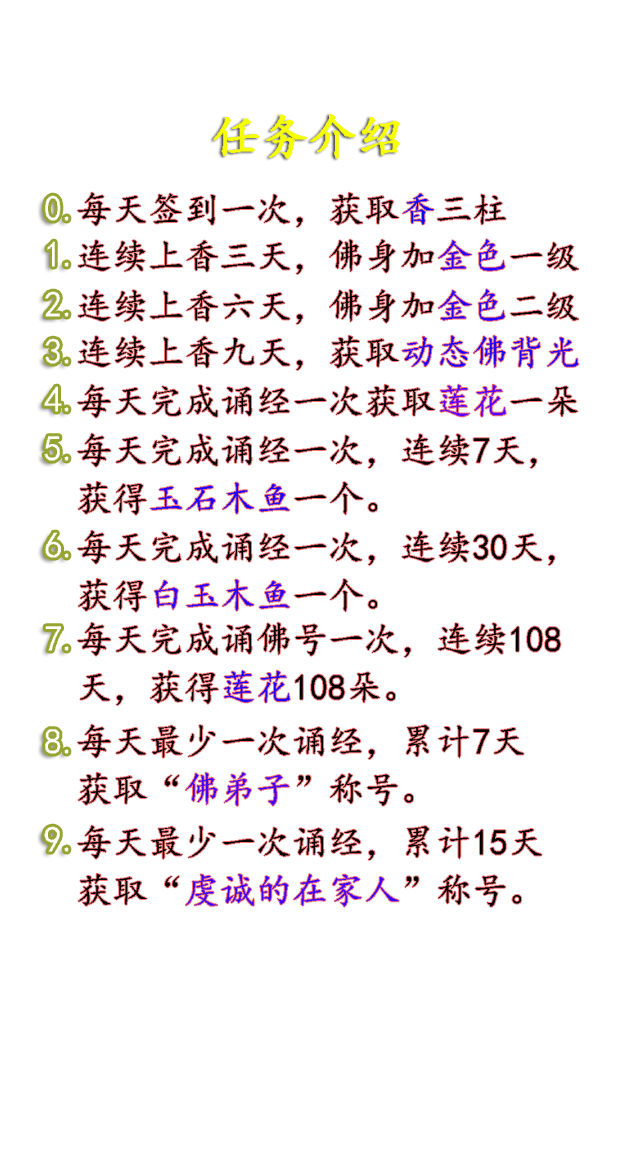 任务介绍
0.每天签到一次，获取香三柱
1.连续上香三天，佛身加金色一级
2.连续上香六天，佛身加金色二级
3.连续上香九天，获取动态佛背光
4.每天完成诵经一次获取莲花一朵
5.每天完成诵经一次，连续7天，
获得玉石木鱼一个。
6.每天完成诵经一次，连续30天，
获得白玉木鱼一个。
7.每天完成诵佛号一次，连续108
天，获得莲花108朵。
8.每天最少一次诵经，累计7天
获取“佛弟子”称号。
9.每天最少一次诵经，累计15天
获取“虔诚的在家人”称号。